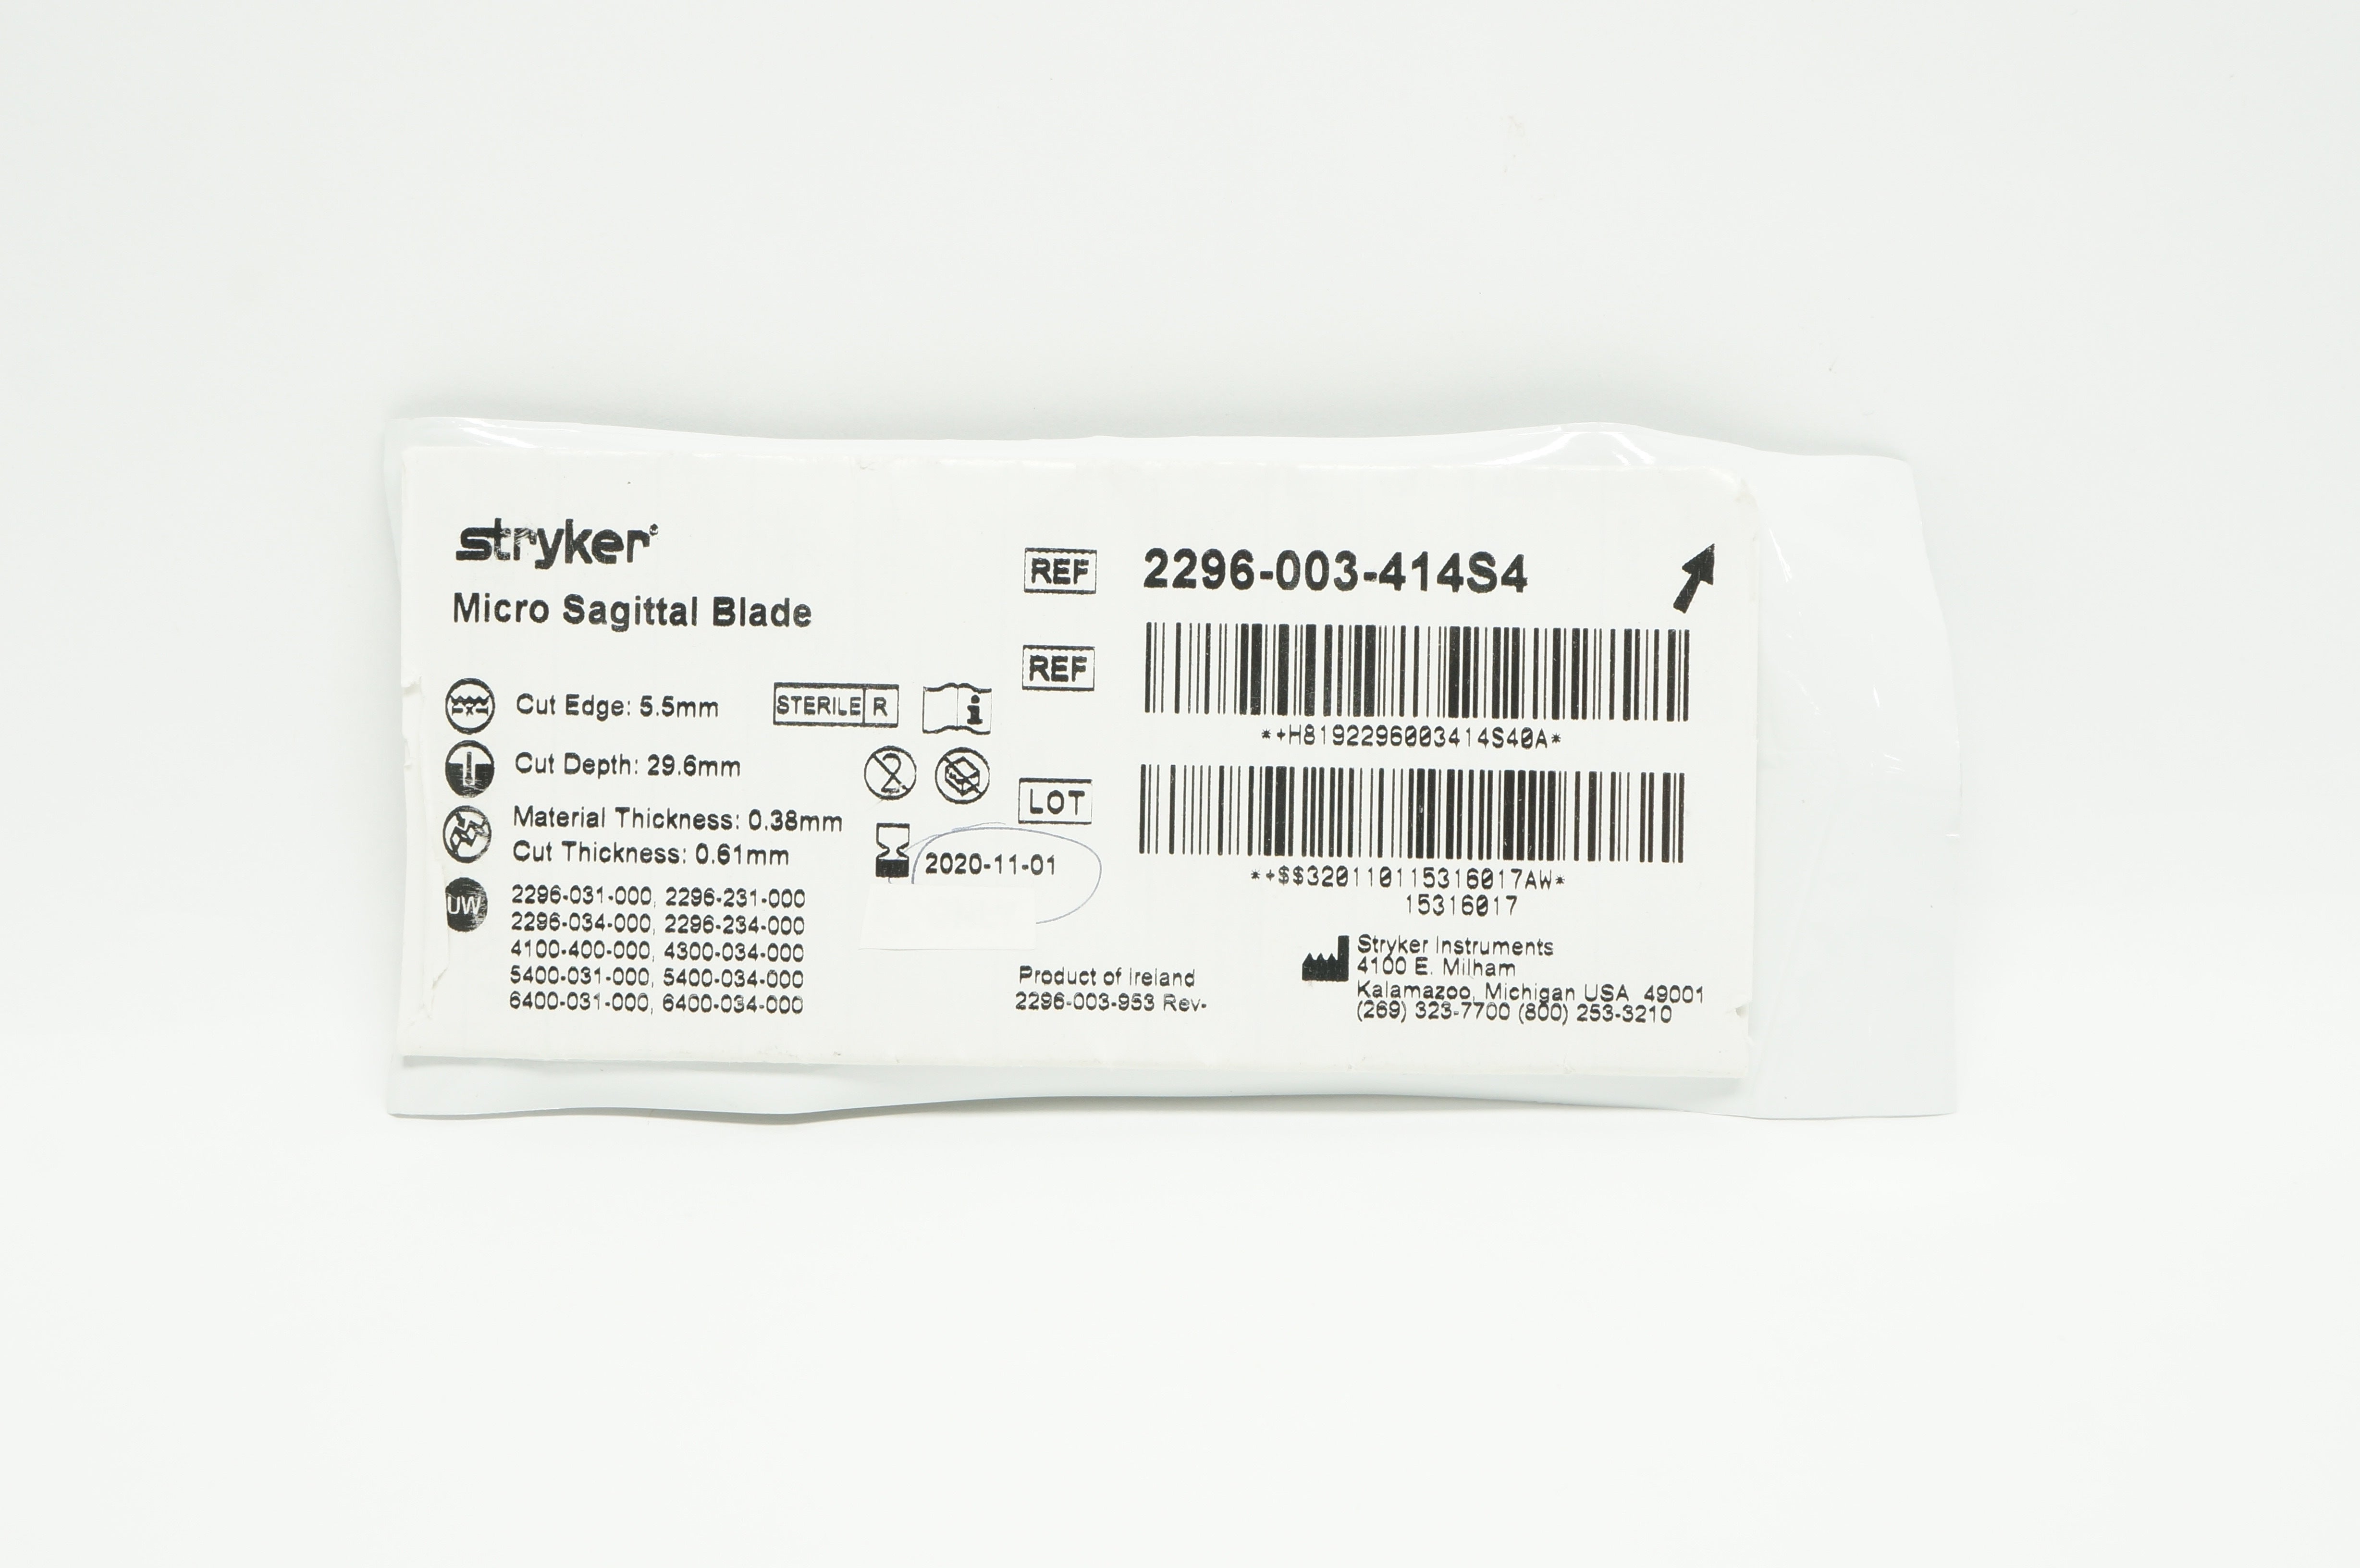 stryker
Micro Sagittal Blade
Cut Edge: 5.5mm
Cut Depth: 29.6mm
Material Thickness: 0.38mm
Cut Thickness: 0.61mm
UW
2296-031-000, 2296-231-000
2296-034-000, 2296-234-000
4100-400-000, 4300-034-000
5400-031-000, 5400-034-000
6400-031-000, 6400-034-000
STERILE R
i
2
2020-11-01
REF 2296-003-414S4
REF
*+H8192296003414S40A*
LOT
*+$$320110115316017AW*
15316017
Product of Ireland
2296-003-953 Rev-
Stryker Instruments
4100 E. Milham
Kalamazoo, Michigan USA 49001
(269) 323-7700 (800) 253-3210